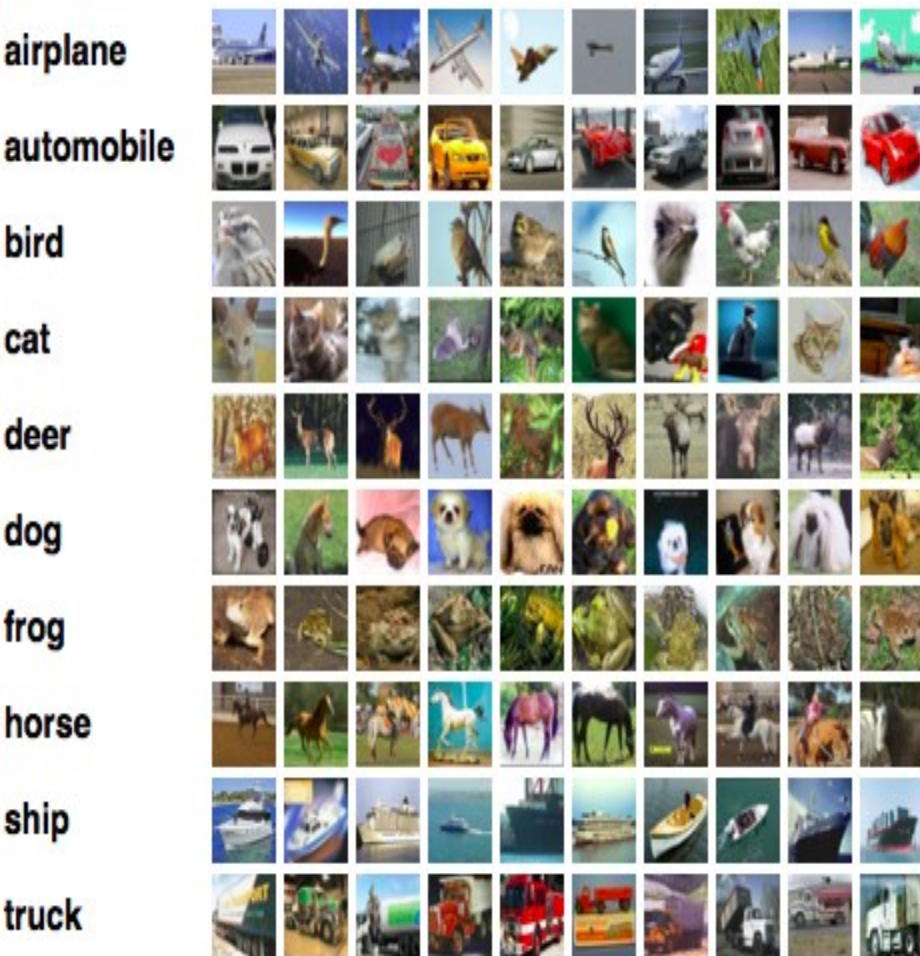 airplane
automobile
bird
cat
deer
dog
frog
horse
ship
truck